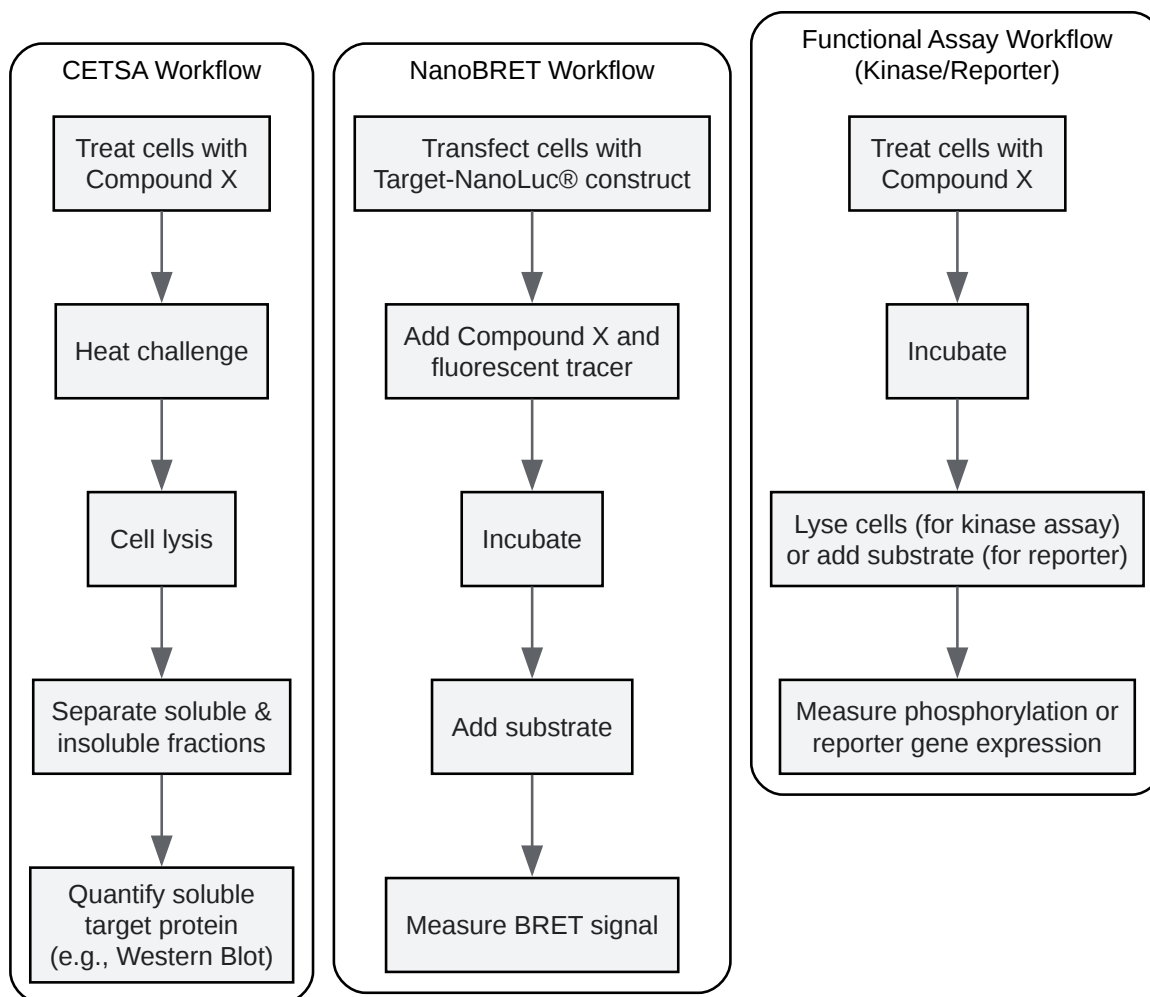 CETSA Workflow
Treat cells with
Compound X
Heat challenge
Cell lysis
Separate soluble &
insoluble fractions
Quantify soluble
target protein
(e.g., Western Blot)
NanoBRET Workflow
Transfect cells with
Target-NanoLuc® construct
Add Compound X and
fluorescent tracer
Incubate
Add substrate
Measure BRET signal
Functional Assay Workflow
(Kinase/Reporter)
Treat cells with
Compound X
Incubate
Lyse cells (for kinase assay)
or add substrate (for reporter)
Measure phosphorylation or
reporter gene expression